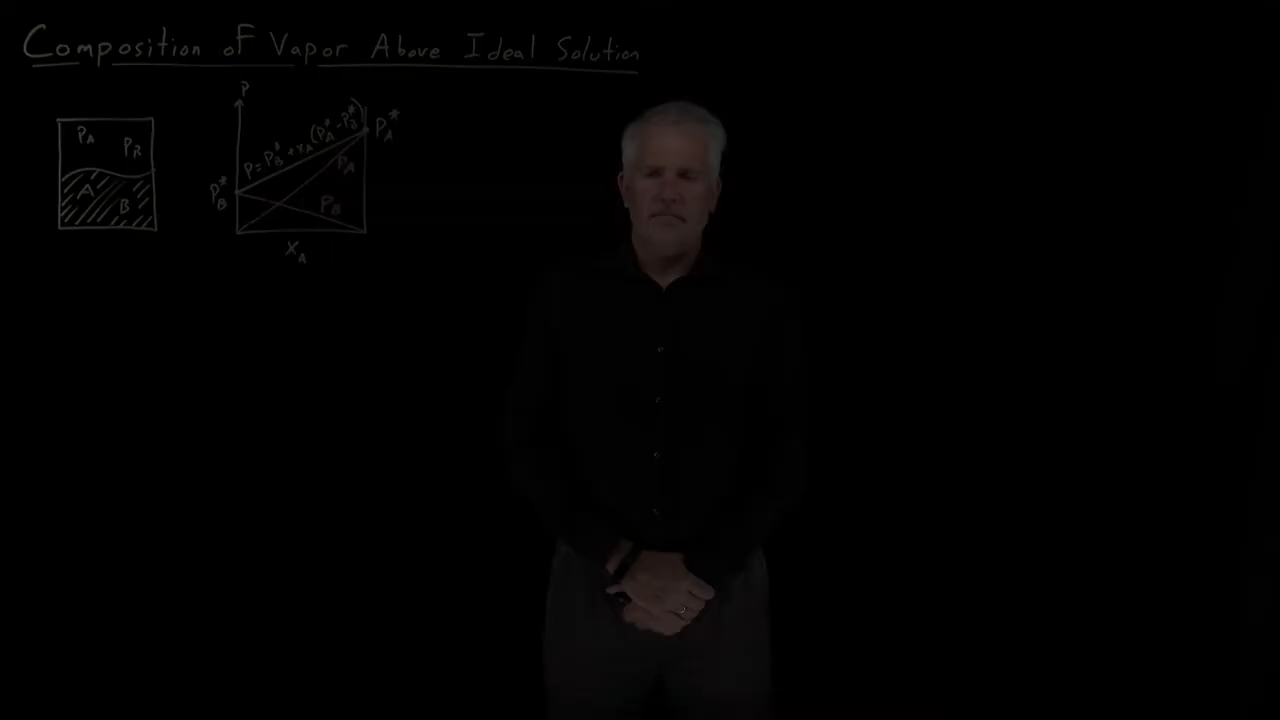 Composition of Vapor Above Ideal Solution
P_A P_B
A
B
P
P = P_B^* + x_A (P_A^* - P_B^*)
P_A^*
P_A
P_B^*
P_B
X_A